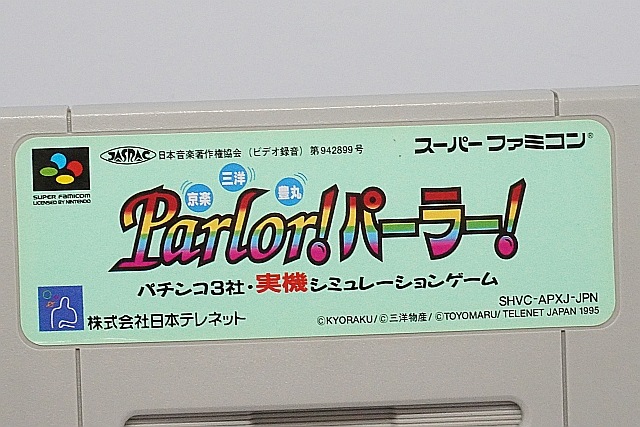 JASRAC 日本音楽著作権協会（ビデオ録音）第942899号
スーパーファミコン®
SUPER FAMICOM
LICENSED BY NINTENDO
京楽 三洋 豊丸
Parlor!パーラー!
パチンコ3社・実機シミュレーションゲーム
SHVC-APXJ-JPN
株式会社日本テレネット
©KYORAKU/©三洋物産/©TOYOMARU/TELENET JAPAN 1995